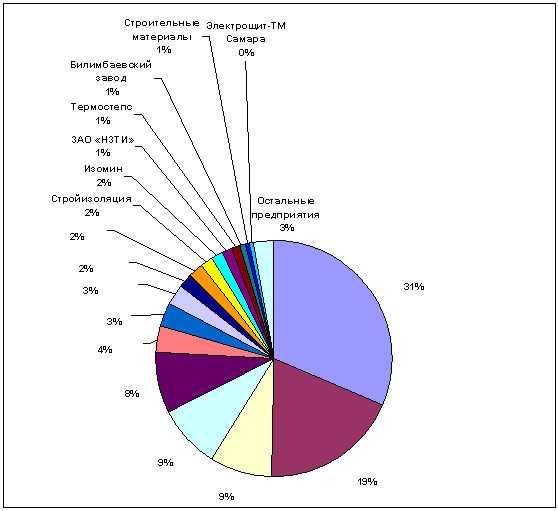 Строительные
материалы
1%
Электрощит-ТМ
Самара
0%
Билимбаевский
завод
1%
Термостепс
1%
ЗАО «НЗТИ»
1%
Изомин
2%
Стройизоляция
2%
Остальные
предприятия
3%
2%
2%
3%
3%
4%
8%
9%
9%
19%
31%